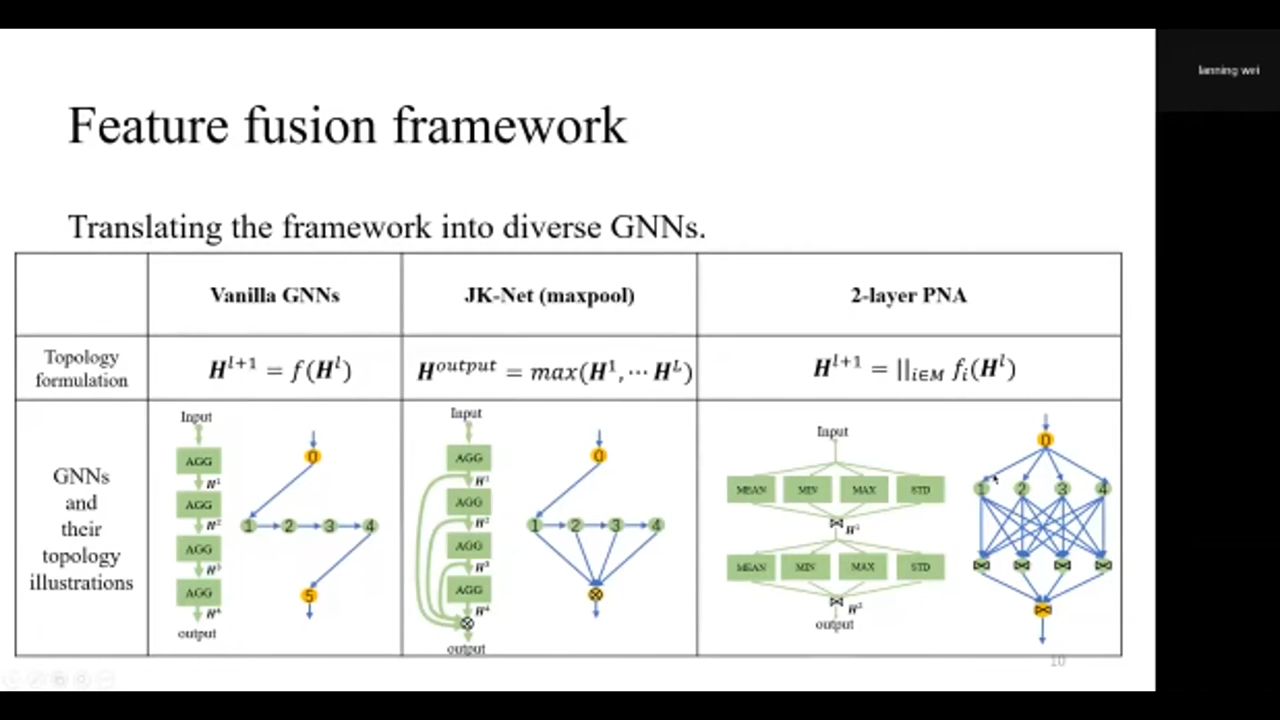 lanning wei
Feature fusion framework
Translating the framework into diverse GNNs.
Vanilla GNNs JK-Net (maxpool) 2-layer PNA
Topology formulation
H^{l+1} = f(H^l) H^{output} = max(H^1, ⋯ H^L) H^{l+1} = ||_{i∈M} f_i(H^l)
GNNs
and
their
topology
illustrations
Input
AGG
H^1
AGG
H^2
AGG
H^3
AGG
H^4
output
0
1 2 3 4
5
Input
AGG
H^1
AGG
H^2
AGG
H^3
AGG
H^4
output
0
1 2 3 4
Input
MEAN MIN MAX STD
H^1
MEAN MIN MAX STD
H^2
output
0
1 2 3 4
10